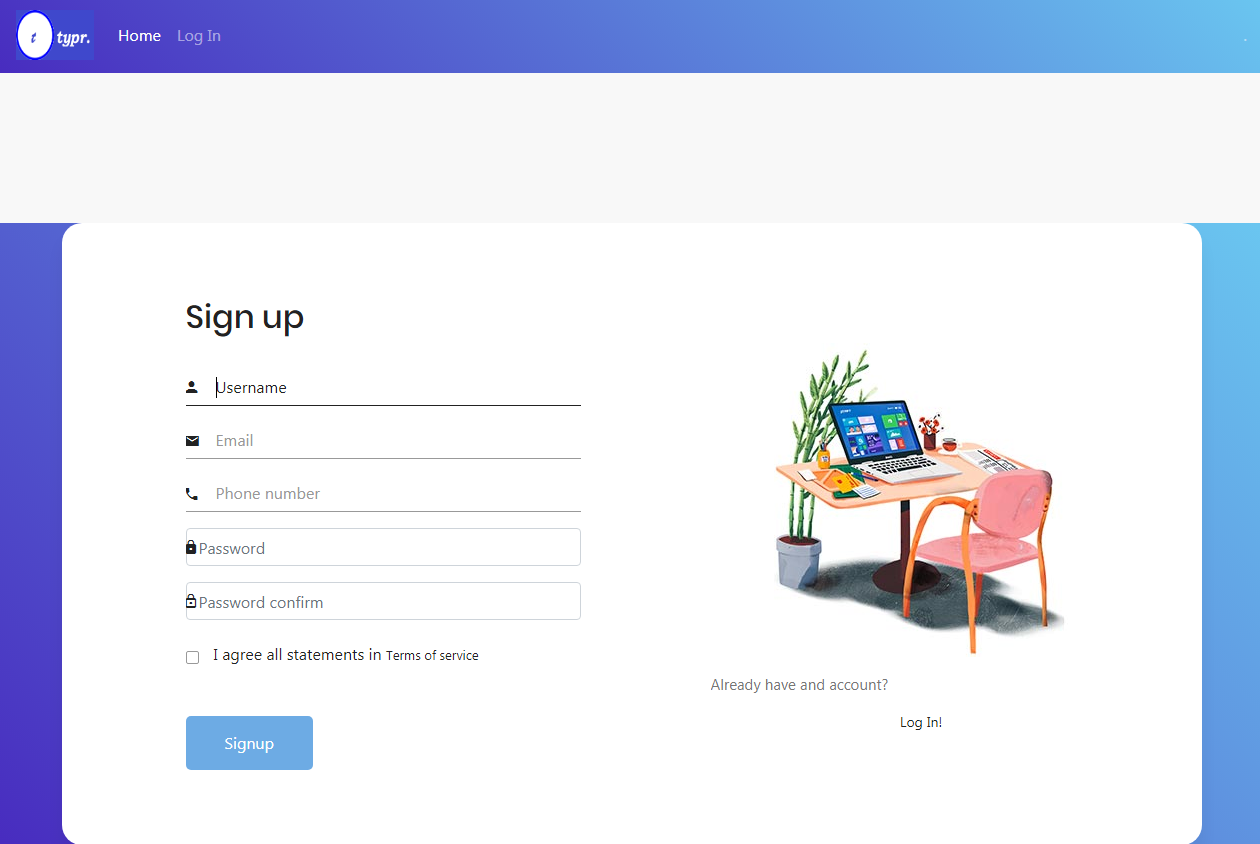 t typr. Home Log In
Sign up
Username
Email
Phone number
Password
Password confirm
I agree all statements in Terms of service
Signup
Already have and account?
Log In!